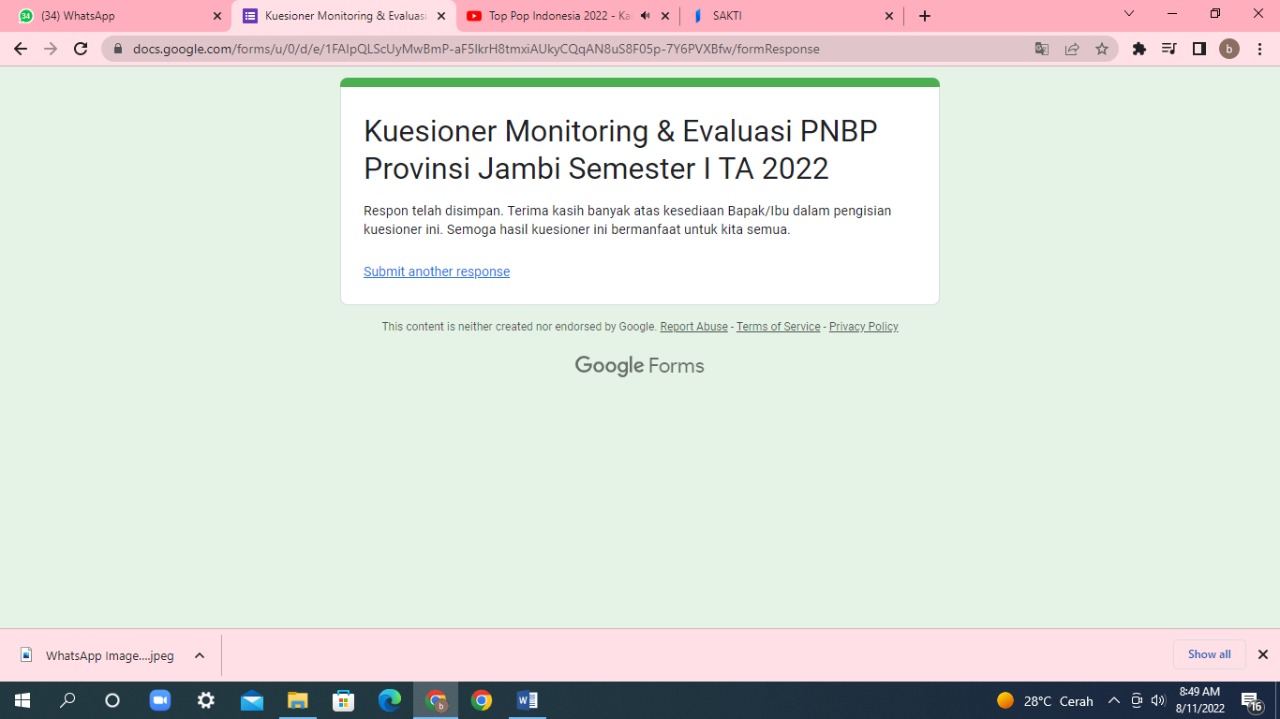 34
(34) WhatsApp
Kuesioner Monitoring & Evaluasi
Top Pop Indonesia 2022 - Ka
SAKTI
docs.google.com/forms/u/0/d/e/1FAIpQLScUyMwBmP-aF5IkrH8tmxiAUkyCQqAN8uS8F05p-7Y6PVXBfw/formResponse
b
Kuesioner Monitoring & Evaluasi PNBP
Provinsi Jambi Semester I TA 2022
Respon telah disimpan. Terima kasih banyak atas kesediaan Bapak/Ibu dalam pengisian
kuesioner ini. Semoga hasil kuesioner ini bermanfaat untuk kita semua.
Submit another response
This content is neither created nor endorsed by Google. Report Abuse - Terms of Service - Privacy Policy
Google Forms
WhatsApp Image....jpeg
Show all
b
W
28°C Cerah
8:49 AM
8/11/2022
16